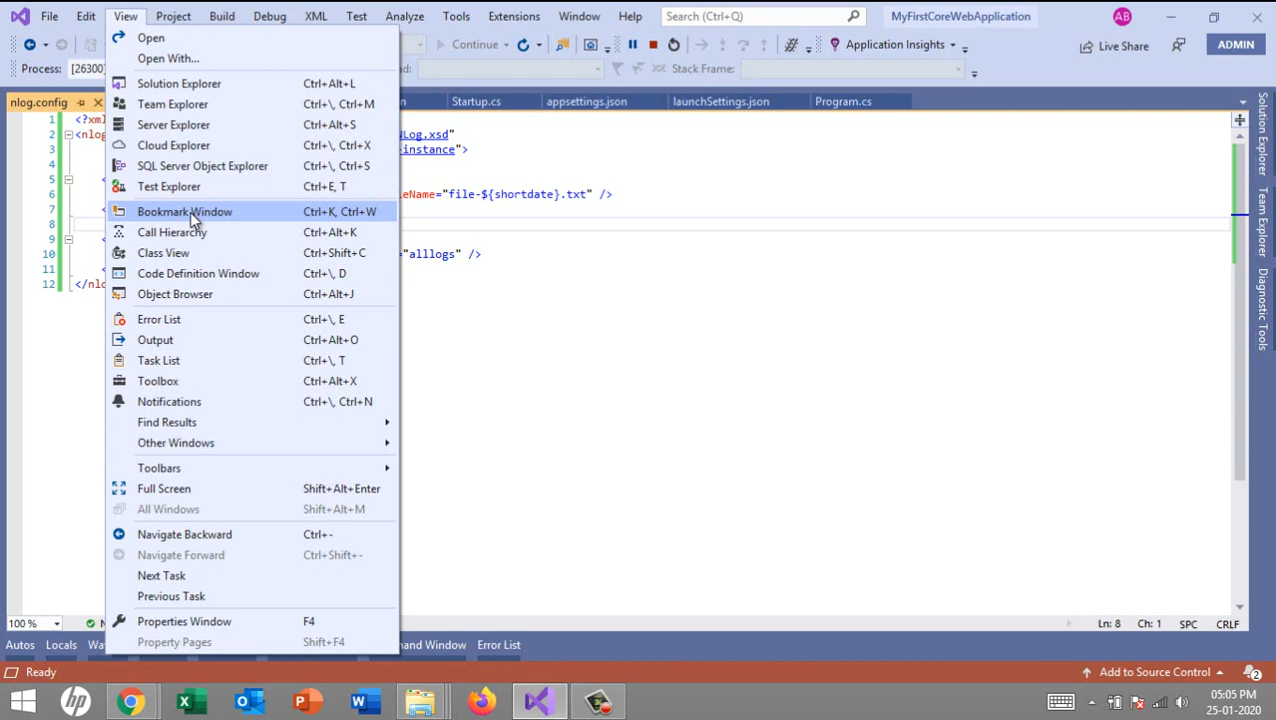 File Edit View Project Build Debug XML Test Analyze Tools Extensions Window Help Search (Ctrl+Q) MyFirstCoreWebApplication AB
Continue Application Insights Live Share ADMIN
Process: [26300] Stack Frame:
nlog.config Startup.cs appsettings.json launchSettings.json Program.cs
Open
Open With...
Solution Explorer Ctrl+Alt+L
Team Explorer Ctrl+\, Ctrl+M
Server Explorer Ctrl+Alt+S
Cloud Explorer Ctrl+\, Ctrl+X
SQL Server Object Explorer Ctrl+\, Ctrl+S
Test Explorer Ctrl+E, T
Bookmark Window Ctrl+K, Ctrl+W
Call Hierarchy Ctrl+Alt+K
Class View Ctrl+Shift+C
Code Definition Window Ctrl+\, D
Object Browser Ctrl+Alt+J
Error List Ctrl+\, E
Output Ctrl+Alt+O
Task List Ctrl+\, T
Toolbox Ctrl+Alt+X
Notifications Ctrl+\, Ctrl+N
Find Results
Other Windows
Toolbars
Full Screen Shift+Alt+Enter
All Windows Shift+Alt+M
Navigate Backward Ctrl+-
Navigate Forward Ctrl+Shift+-
Next Task
Previous Task
Properties Window F4
Property Pages Shift+F4
1 <?xml
2 <nlog NLog.xsd"
3 -instance">
4
5 <
6 leName="file-${shortdate}.txt" />
7 <
8
9 <
10 ="alllogs" />
11 <
12 </nlo
Solution Explorer
Team Explorer
Diagnostic Tools
100 % N Ln: 8 Ch: 1 SPC CRLF
Autos Locals Wa mand Window Error List
Ready Add to Source Control 2
05:05 PM
25-01-2020